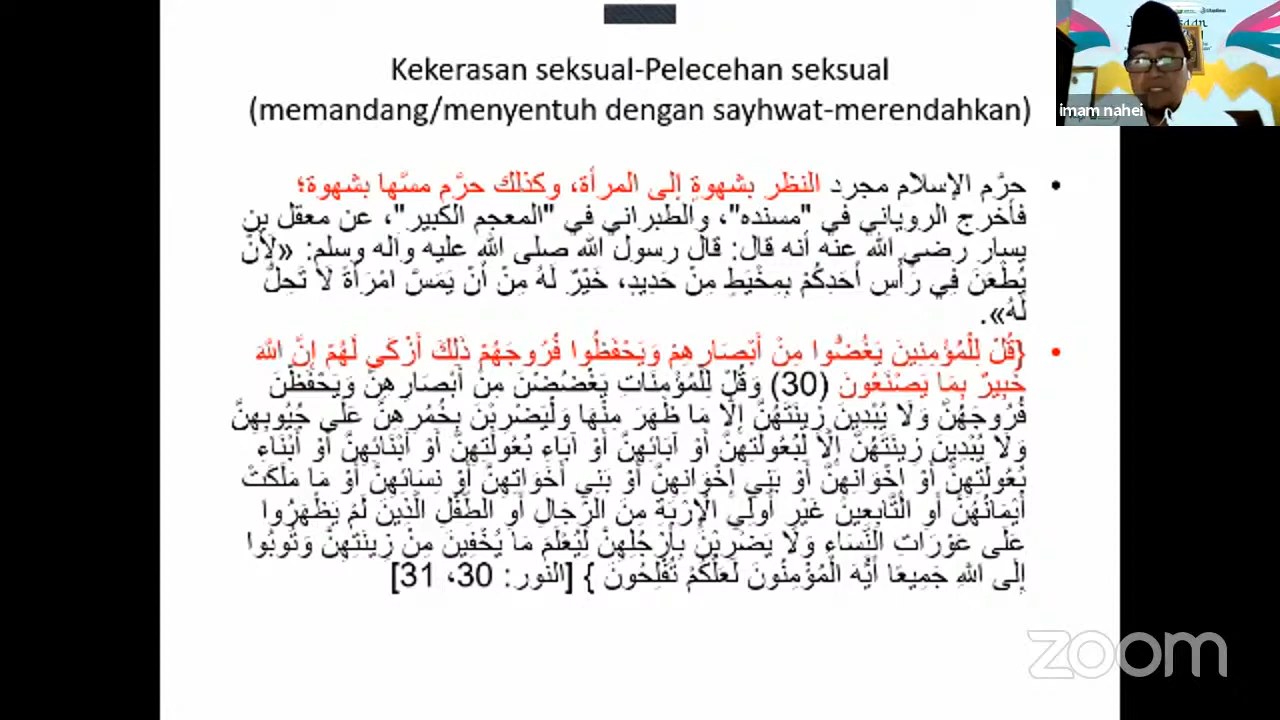 Kekerasan seksual-Pelecehan seksual
(memandang/menyentuh dengan sayhwat-merendahkan)
imam nahei
• حرَّم الإسلام مجرد النظر بشهوةٍ إلى المرأة، وكذلك حرَّم مسَّها بشهوة؛
فأخرج الروياني في "مسنده"، والطبراني في "المعجم الكبير"، عن معقل بن
يسار رضي الله عنه أنه قال: قال رسول الله صلى الله عليه وآله وسلم: «لَأَنْ
يُطْعَنَ فِي رَأْسِ أَحَدِكُمْ بِمِخْيَطٍ مِنْ حَدِيدٍ، خَيْرٌ لَهُ مِنْ أَنْ يَمَسَّ امْرَأَةً لَا تَحِلُّ
لَهُ».
• {قُلْ لِلْمُؤْمِنِينَ يَغُضُّوا مِنْ أَبْصَارِهِمْ وَيَحْفَظُوا فُرُوجَهُمْ ذَلِكَ أَزْكَى لَهُمْ إِنَّ اللَّهَ
خَبِيرٌ بِمَا يَصْنَعُونَ (30) وَقُلْ لِلْمُؤْمِنَاتِ يَغْضُضْنَ مِنْ أَبْصَارِهِنَّ وَيَحْفَظْنَ
فُرُوجَهُنَّ وَلَا يُبْدِينَ زِينَتَهُنَّ إِلَّا مَا ظَهَرَ مِنْهَا وَلْيَضْرِبْنَ بِخُمُرِهِنَّ عَلَى جُيُوبِهِنَّ
وَلَا يُبْدِينَ زِينَتَهُنَّ إِلَّا لِبُعُولَتِهِنَّ أَوْ آبَائِهِنَّ أَوْ آبَاءِ بُعُولَتِهِنَّ أَوْ أَبْنَائِهِنَّ أَوْ أَبْنَاءِ
بُعُولَتِهِنَّ أَوْ إِخْوَانِهِنَّ أَوْ بَنِي إِخْوَانِهِنَّ أَوْ بَنِي أَخَوَاتِهِنَّ أَوْ نِسَائِهِنَّ أَوْ مَا مَلَكَتْ
أَيْمَانُهُنَّ أَوِ التَّابِعِينَ غَيْرِ أُولِي الْإِرْبَةِ مِنَ الرِّجَالِ أَوِ الطِّفْلِ الَّذِينَ لَمْ يَظْهَرُوا
عَلَى عَوْرَاتِ النِّسَاءِ وَلَا يَضْرِبْنَ بِأَرْجُلِهِنَّ لِيُعْلَمَ مَا يُخْفِينَ مِنْ زِينَتِهِنَّ وَتُوبُوا
إِلَى اللَّهِ جَمِيعًا أَيُّهَ الْمُؤْمِنُونَ لَعَلَّكُمْ تُفْلِحُونَ } [النور: 30، 31]
zoom